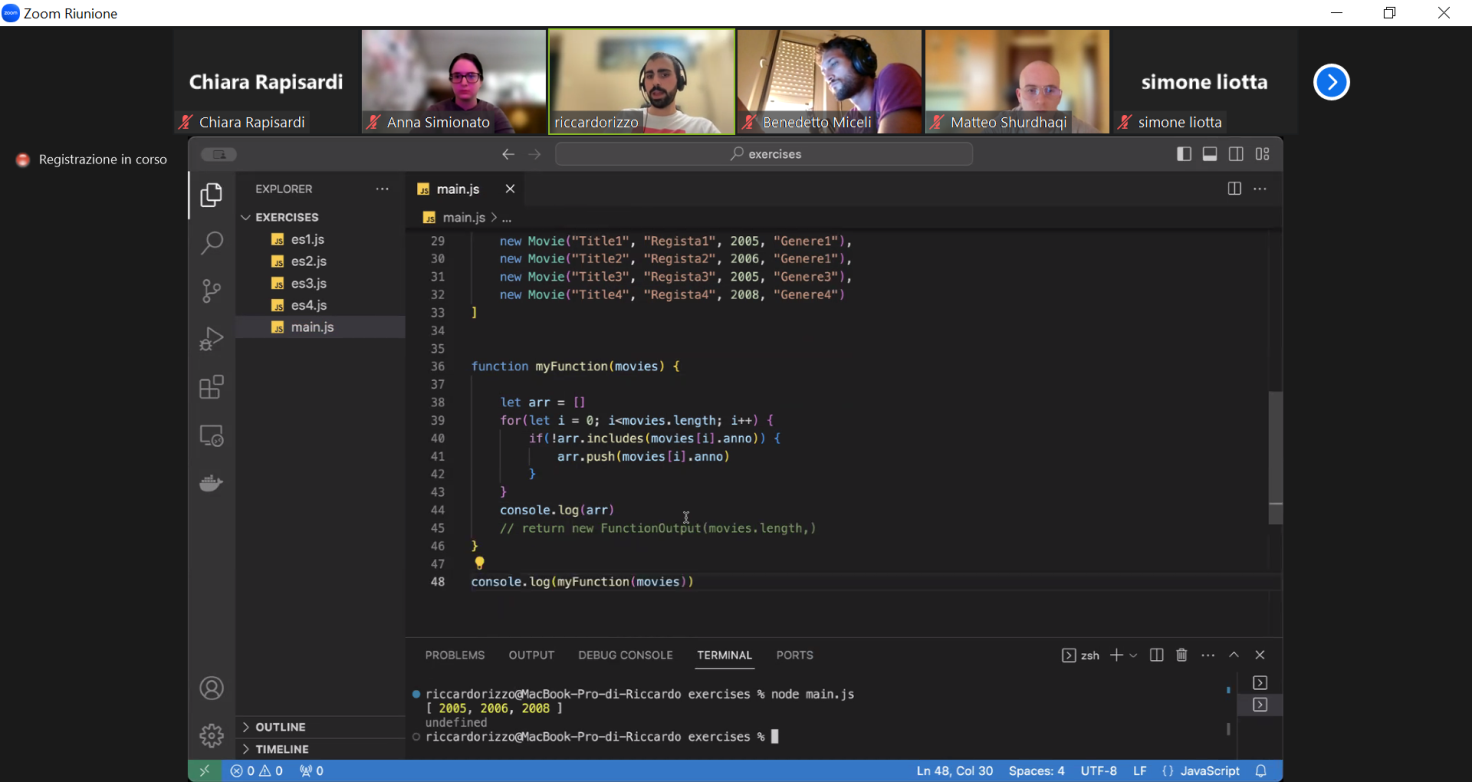 zoom Zoom Riunione
Chiara Rapisardi
simone liotta
Chiara Rapisardi
Anna Simionato
riccardorizzo
Benedetto Miceli
Matteo Shurdhaqi
simone liotta
Registrazione in corso
exercises
EXPLORER
EXERCISES
JS es1.js
JS es2.js
JS es3.js
JS es4.js
JS main.js
OUTLINE
TIMELINE
JS main.js
JS main.js > ...
29 new Movie("Title1", "Regista1", 2005, "Genere1"),
30 new Movie("Title2", "Regista2", 2006, "Genere1"),
31 new Movie("Title3", "Regista3", 2005, "Genere3"),
32 new Movie("Title4", "Regista4", 2008, "Genere4")
33 ]
34
35
36 function myFunction(movies) {
37
38 let arr = []
39 for(let i = 0; i<movies.length; i++) {
40 if(!arr.includes(movies[i].anno)) {
41 arr.push(movies[i].anno)
42 }
43 }
44 console.log(arr)
45 // return new FunctionOutput(movies.length,)
46 }
47
48 console.log(myFunction(movies))
PROBLEMS OUTPUT DEBUG CONSOLE TERMINAL PORTS zsh
riccardorizzo@MacBook-Pro-di-Riccardo exercises % node main.js
[ 2005, 2006, 2008 ]
undefined
riccardorizzo@MacBook-Pro-di-Riccardo exercises %
0 0 0 Ln 48, Col 30 Spaces: 4 UTF-8 LF {} JavaScript